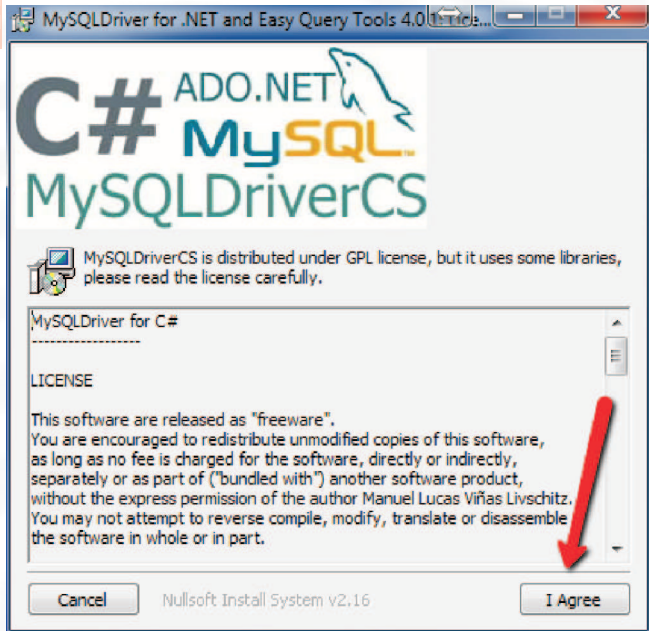 MySQLDriver for .NET and Easy Query Tools 4.0
C# ADO.NET
MySQL
MySQLDriverCS
MySQLDriverCS is distributed under GPL license, but it uses some libraries,
please read the license carefully.
MySQLDriver for C#
-----------------
LICENSE
This software are released as "freeware".
You are encouraged to redistribute unmodified copies of this software,
as long as no fee is charged for the software, directly or indirectly,
separately or as part of ("bundled with") another software product,
without the express permission of the author Manuel Lucas Viñas Livschitz.
You may not attempt to reverse compile, modify, translate or disassemble
the software in whole or in part.
Cancel
Nullsoft Install System v2.16
I Agree